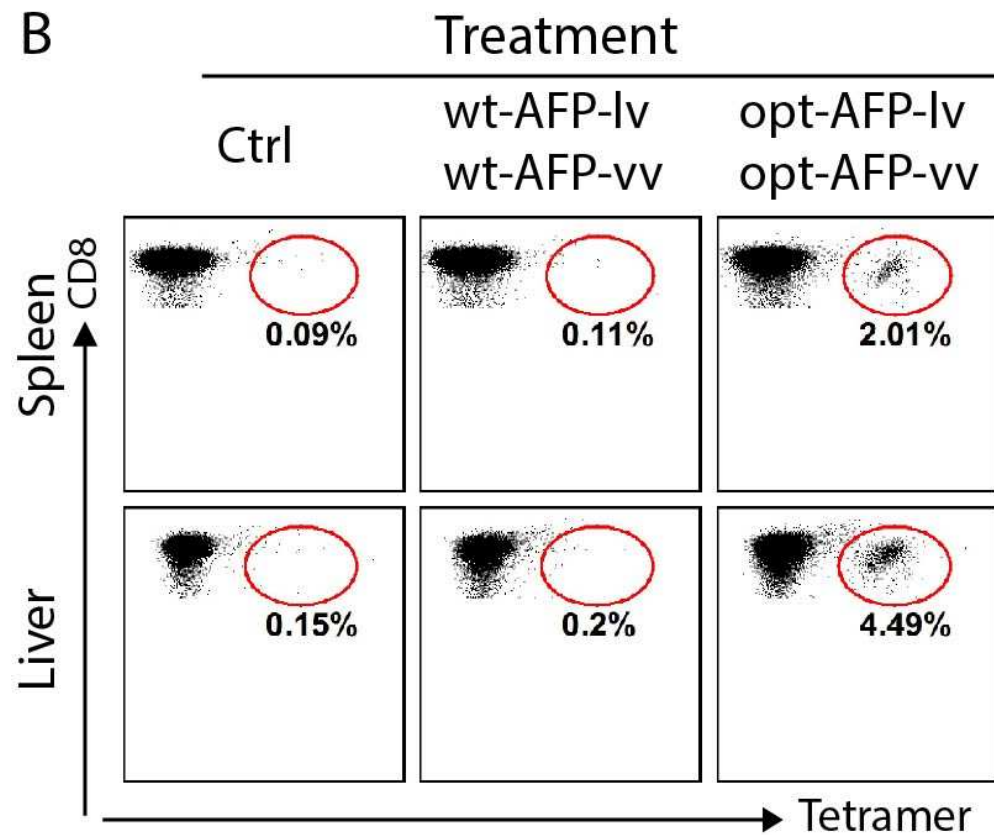 B
Treatment
Ctrl
wt-AFP-lv
wt-AFP-vv
opt-AFP-lv
opt-AFP-vv
Spleen
CD8
0.09%
0.11%
2.01%
Liver
0.15%
0.2%
4.49%
Tetramer